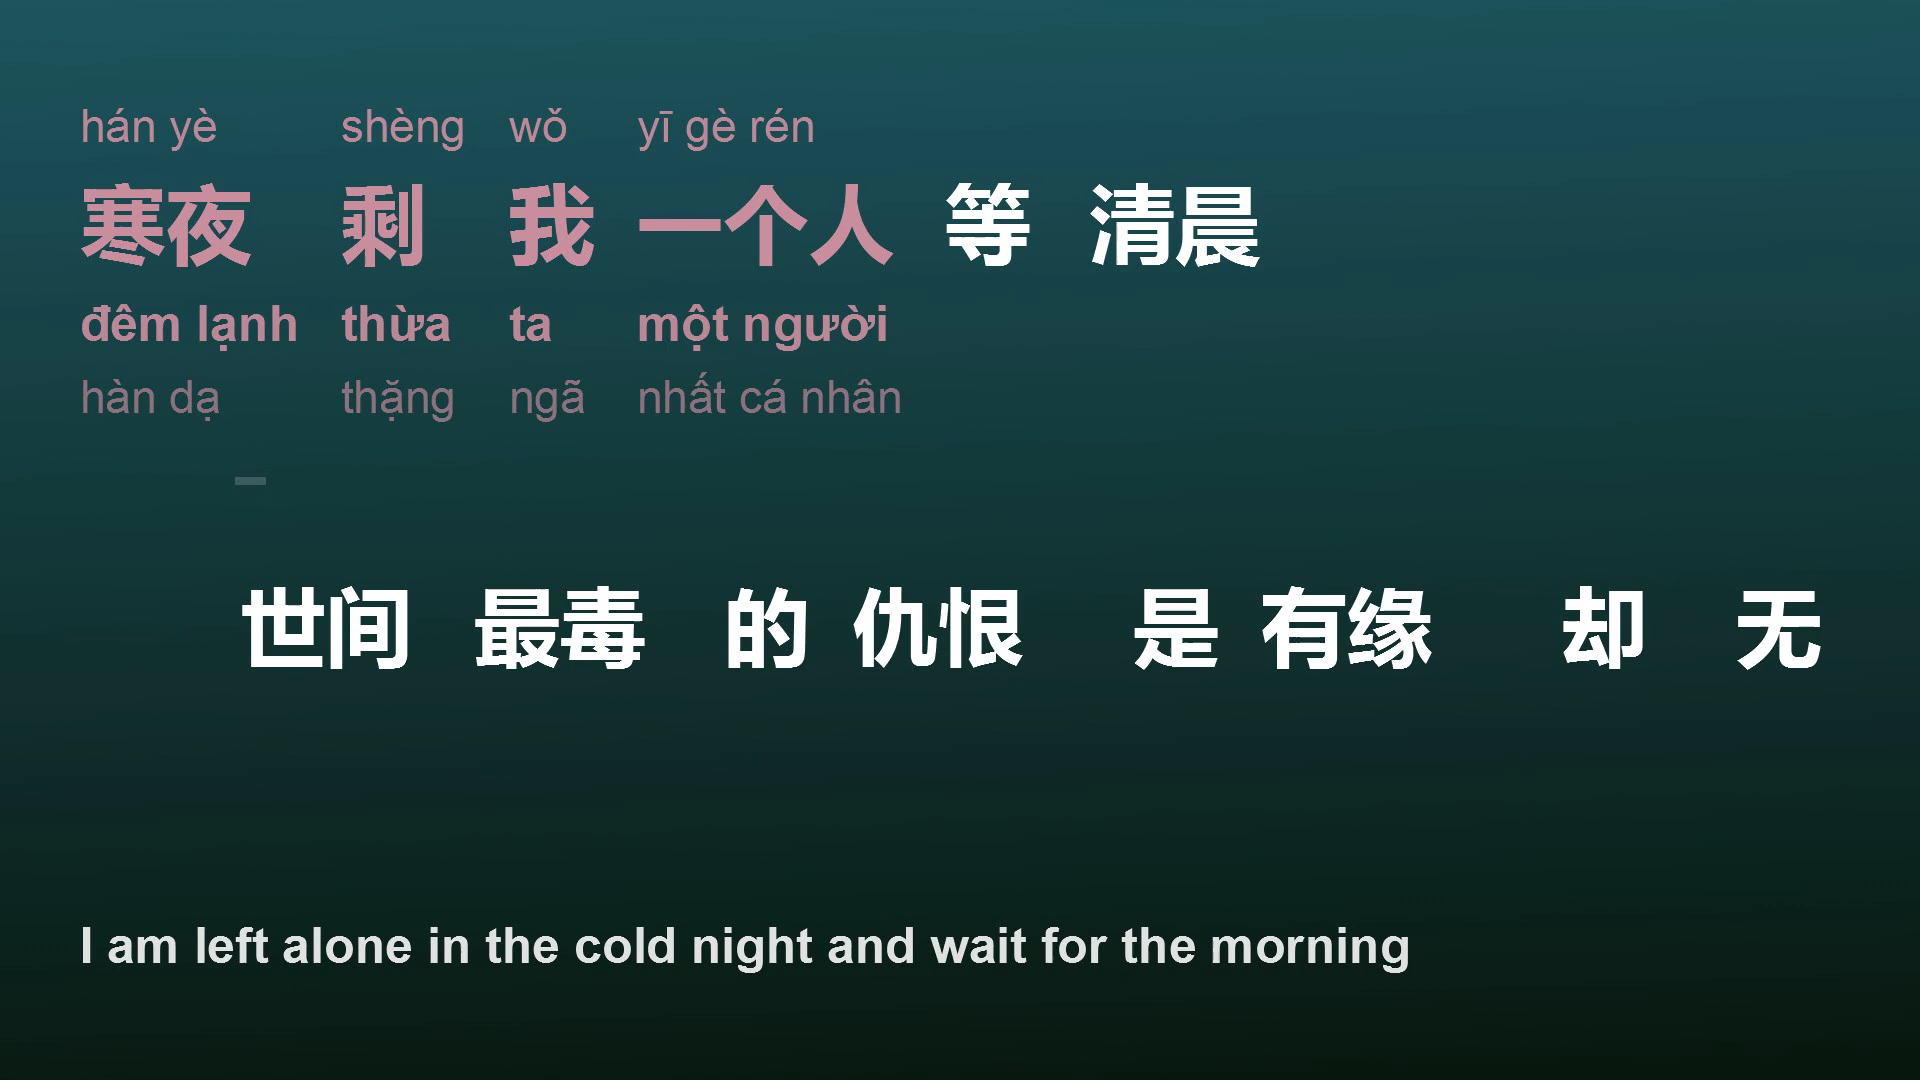 hán yè shèng wǒ yī gè rén
寒夜 剩 我 一个人 等 清晨
đêm lạnh thừa ta một người
hàn dạ thặng ngã nhất cá nhân
世间 最毒 的 仇恨 是 有缘 却 无
I am left alone in the cold night and wait for the morning